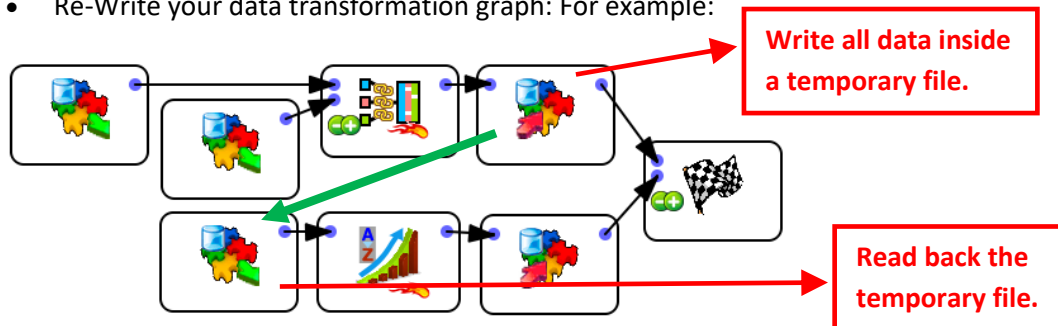 • Re-Write your data transformation graph: For example:
Write all data inside
a temporary file.
A
Z
Read back the
temporary file.